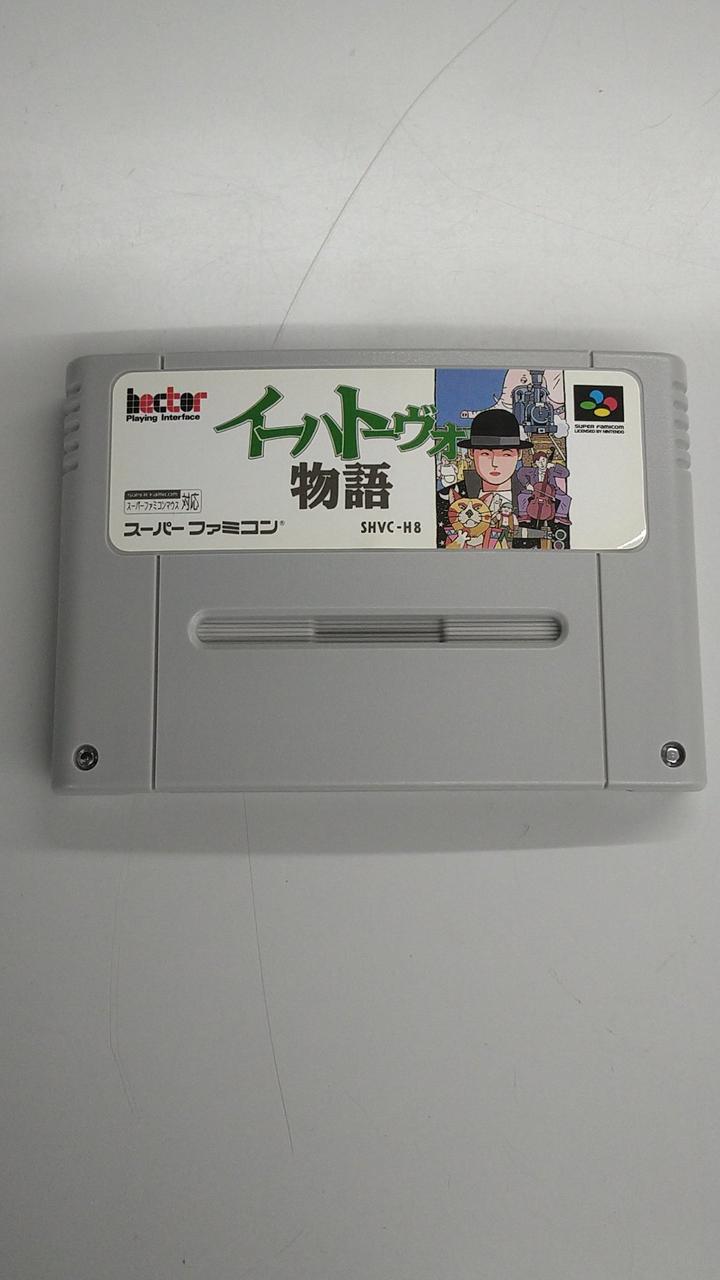 hector
Playing Interface
イーハトーヴォ
物語
SUPER FAMICOM
LICENSED BY NINTENDO
SUPER FAMICOM
スーパーファミコンマウス 対応
スーパーファミコン®
SHVC-H8